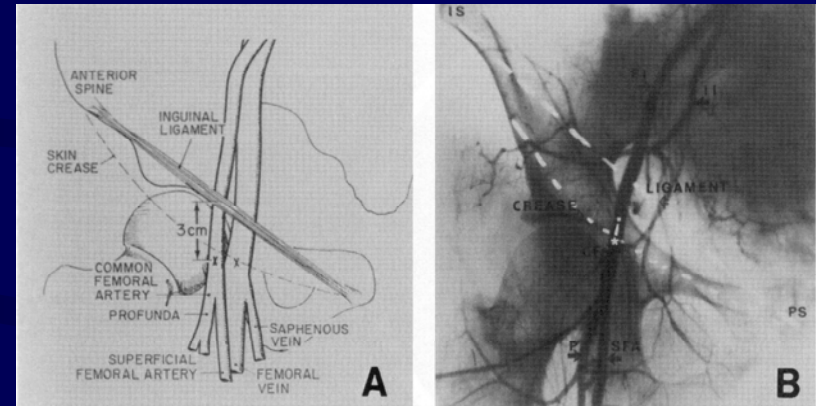 ANTERIOR
SPINE
INGUINAL
LIGAMENT
SKIN
CREASE
3cm
X X
COMMON
FEMORAL
ARTERY
PROFUNDA
SAPHENOUS
VEIN
SUPERFICIAL
FEMORAL ARTERY
FEMORAL
VEIN
A
IS
LIGAMENT
CREASE
PS
SFA
B